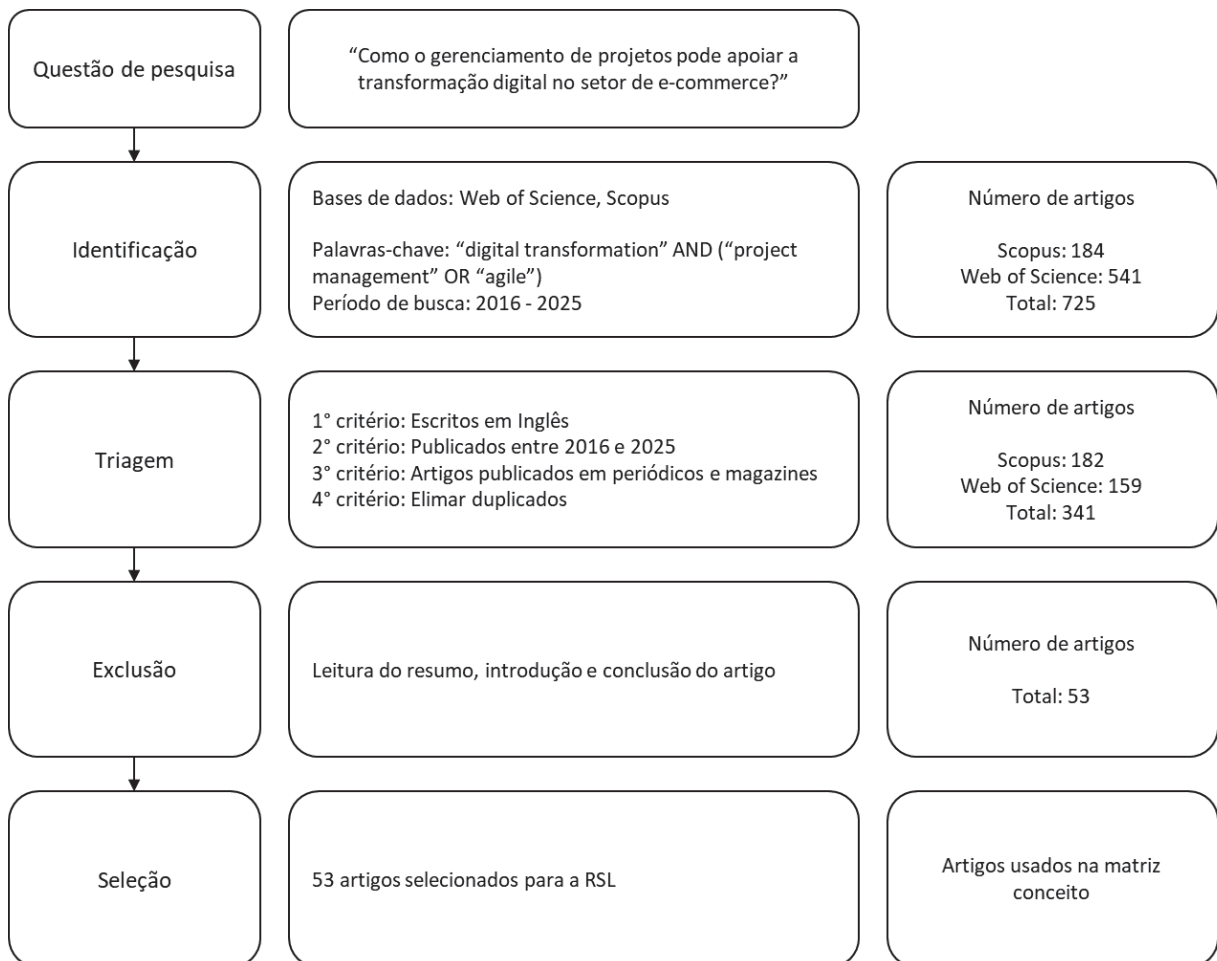 Questão de pesquisa
“Como o gerenciamento de projetos pode apoiar a
transformação digital no setor de e-commerce?”
Identificação
Bases de dados: Web of Science, Scopus
Palavras-chave: “digital transformation” AND (“project
management” OR “agile”)
Período de busca: 2016 - 2025
Número de artigos
Scopus: 184
Web of Science: 541
Total: 725
Triagem
1° critério: Escritos em Inglês
2° critério: Publicados entre 2016 e 2025
3° critério: Artigos publicados em periódicos e magazines
4° critério: Elimar duplicados
Número de artigos
Scopus: 182
Web of Science: 159
Total: 341
Exclusão
Leitura do resumo, introdução e conclusão do artigo
Número de artigos
Total: 53
Seleção
53 artigos selecionados para a RSL
Artigos usados na matriz
conceito